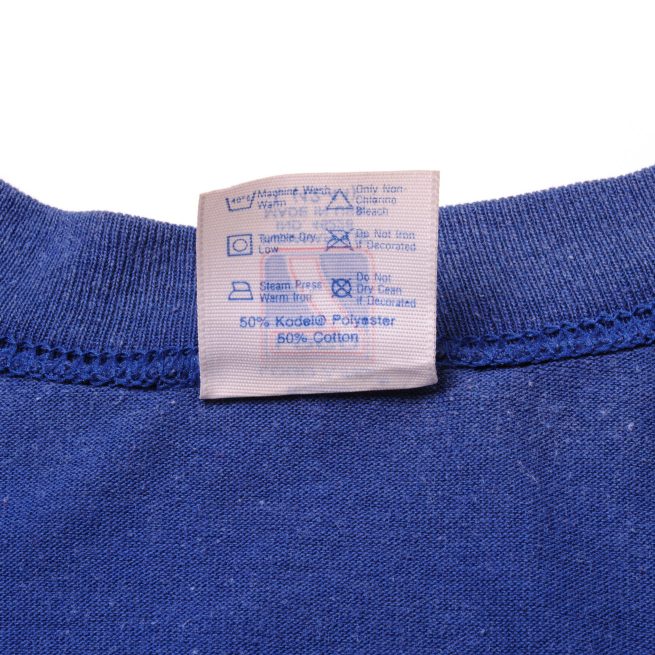 40°C Machine Wash
Warm
Only Non-
Chlorine
Bleach
Tumble Dry
Low
Do Not Iron
if Decorated
Steam Press
Warm Iron
Do Not
Dry Clean
if Decorated
50% Kodel® Polyester
50% Cotton